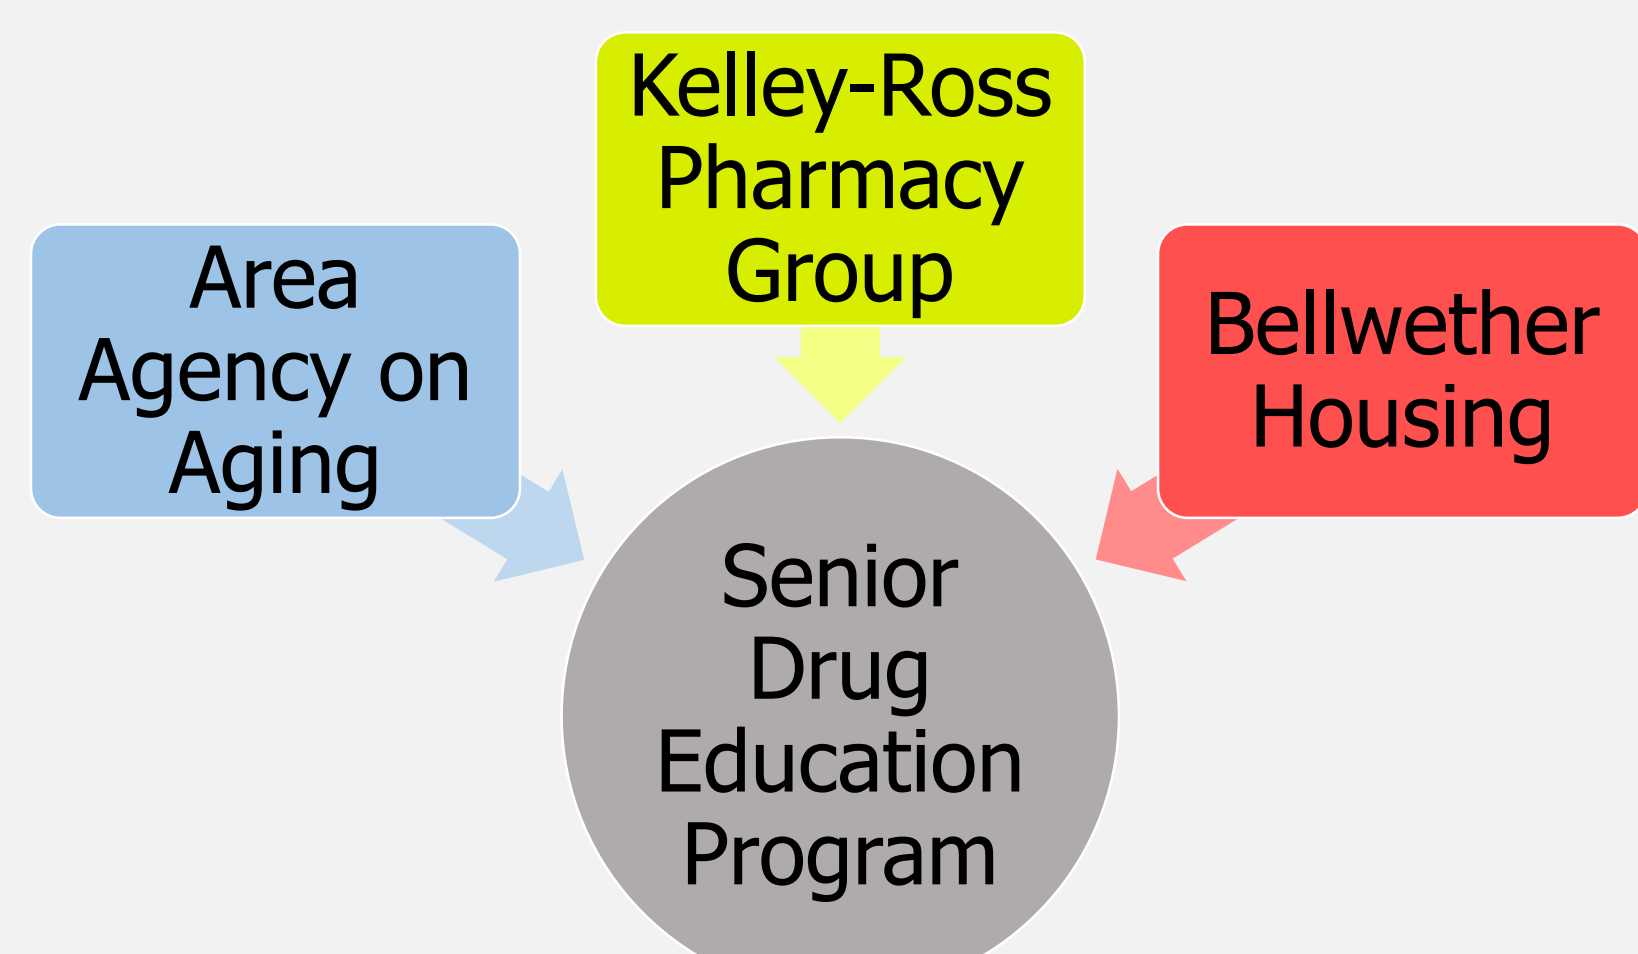 Kelley-Ross
Pharmacy
Group
Area
Agency on
Aging
Bellwether
Housing
Senior
Drug
Education
Program